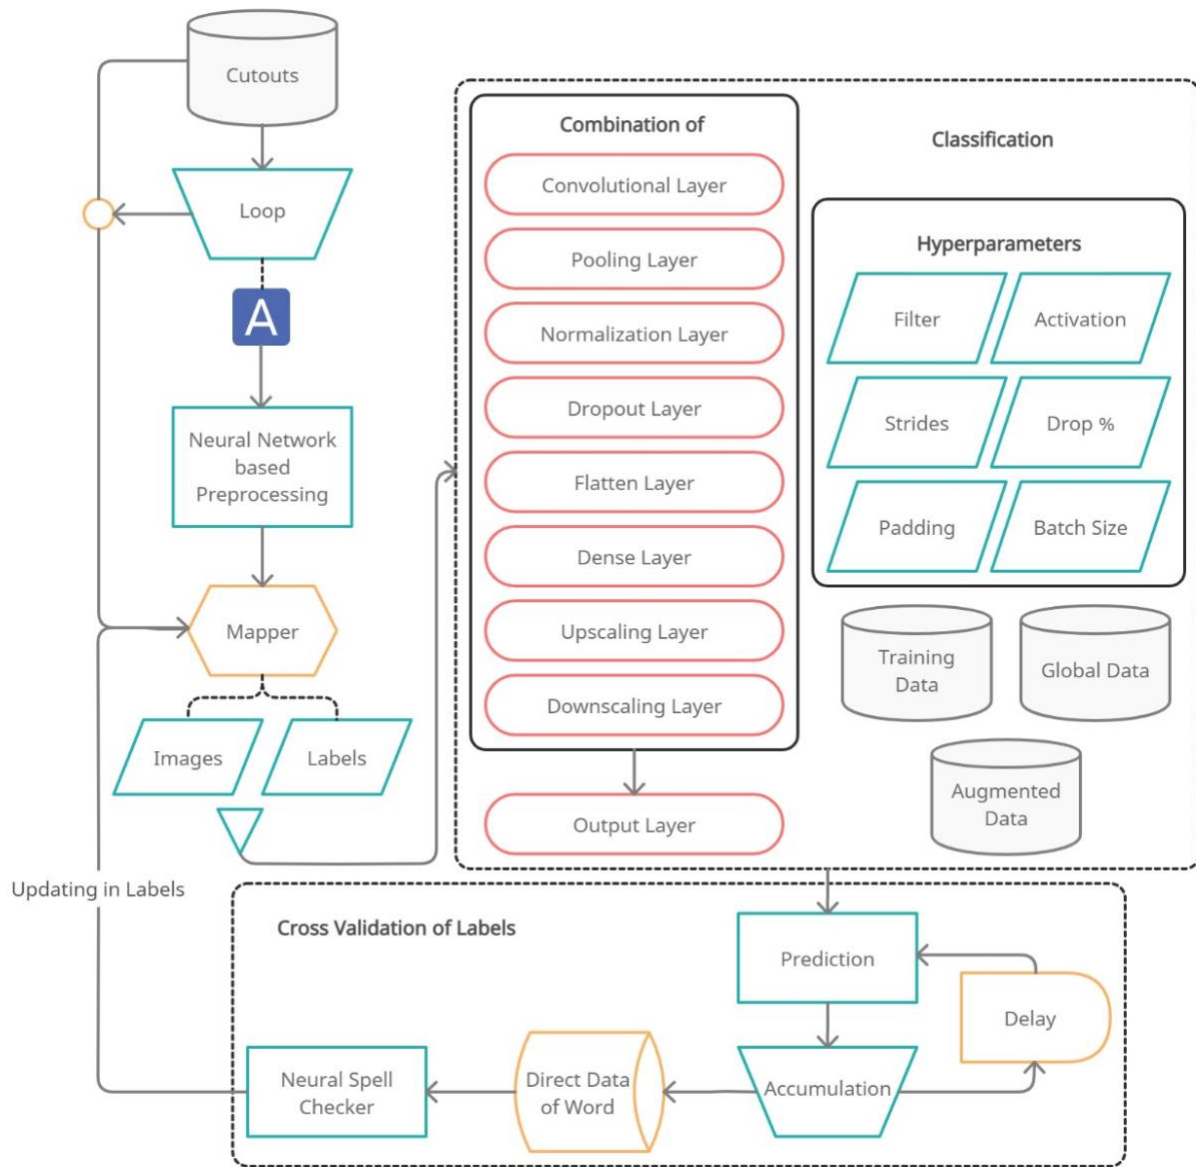 Cutouts
Loop
A
Neural Network
based
Preprocessing
Mapper
Images
Labels
Updating in Labels
Combination of
Convolutional Layer
Pooling Layer
Normalization Layer
Dropout Layer
Flatten Layer
Dense Layer
Upscaling Layer
Downscaling Layer
Output Layer
Classification
Hyperparameters
Filter
Activation
Strides
Drop %
Padding
Batch Size
Training
Data
Global Data
Augmented
Data
Cross Validation of Labels
Prediction
Delay
Accumulation
Direct Data
of Word
Neural Spell
Checker